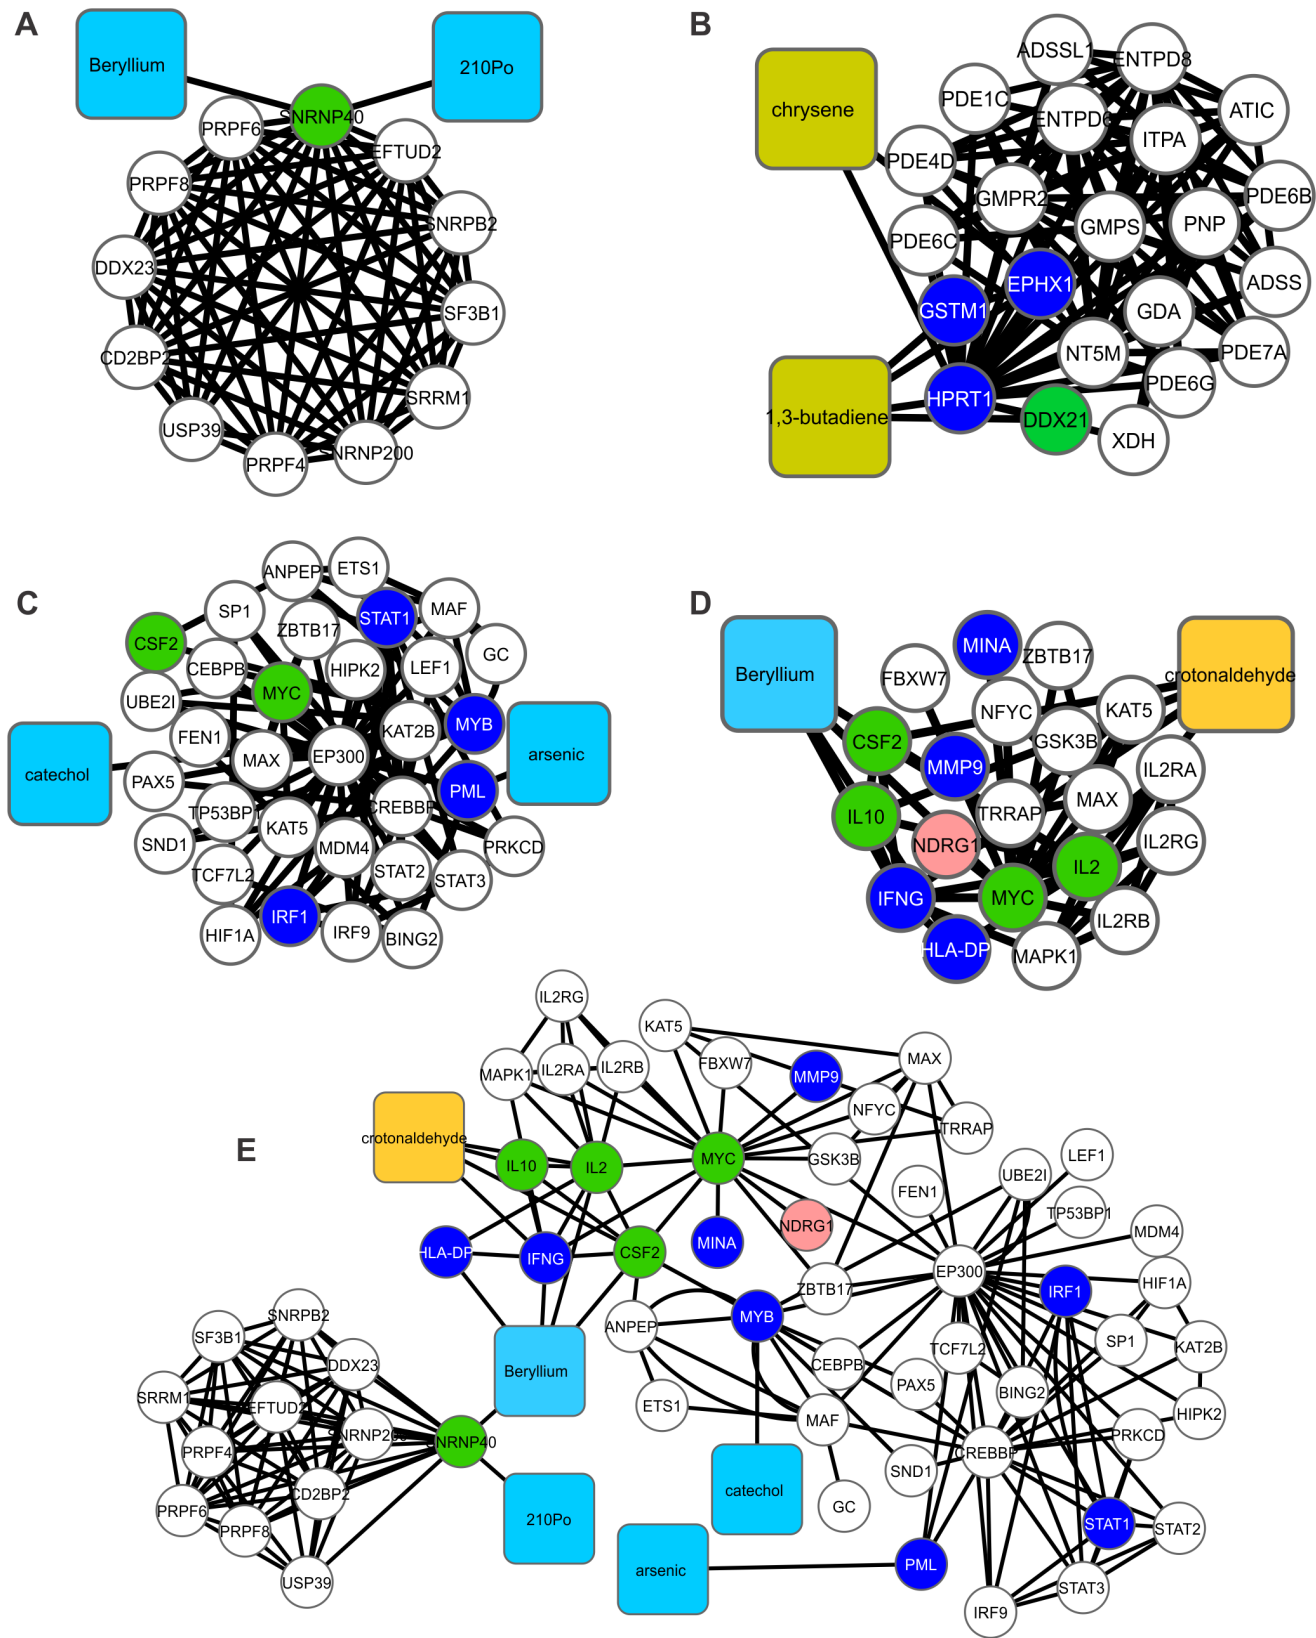 A
Beryllium
210Po
SNRNP40
PRPF6
EFTUD2
PRPF8
SNRPB2
DDX23
SF3B1
CD2BP2
SRRM1
USP39
SNRNP200
PRPF4
B
ADSSL1
ENTPD8
chrysene
PDE1C
ENTPD6
ATIC
ITPA
PDE4D
GMPR2
PDE6B
GMPS
PNP
PDE6C
EPHX1
ADSS
GSTM1
GDA
NT5M
PDE7A
PDE6G
HPRT1
1,3-butadiene
DDX21
XDH
C
ANPEP
ETS1
SP1
STAT1
MAF
ZBTB17
CSF2
GC
CEBPB
HIPK2
LEF1
MYC
UBE2I
MYB
KAT2B
FEN1
EP300
arsenic
MAX
catechol
PAX5
PML
TP53BP1
CREBBP
KAT5
SND1
MDM4
PRKCD
STAT2
TCF7L2
STAT3
IRF1
HIF1A
IRF9
BING2
D
MINA
ZBTB17
Beryllium
FBXW7
crotonaldehyde
NFYC
KAT5
CSF2
GSK3B
MMP9
IL2RA
MAX
IL10
TRRAP
NDRG1
IL2RG
IL2
IFNG
MYC
IL2RB
HLA-DP
MAPK1
E
IL2RG
KAT5
MAX
FBXW7
IL2RB
IL2RA
MAPK1
MMP9
NFYC
TRRAP
crotonaldehyde
LEF1
GSK3B
MYC
IL10
IL2
UBE2I
FEN1
TP53BP1
NDRG1
MDM4
MINA
HLA-DP
IFNG
CSF2
EP300
HIF1A
ZBTB17
IRF1
SNRPB2
MYB
ANPEP
SF3B1
SP1
KAT2B
TCF7L2
DDX23
CEBPB
Beryllium
PAX5
BING2
SRRM1
ETS1
EFTUD2
HIPK2
MAF
SNRNP200
PRKCD
SNRNP40
PRPF4
CREBBP
SND1
CD2BP2
catechol
GC
PRPF6
210Po
STAT1
STAT2
PRPF8
PML
arsenic
USP39
STAT3
IRF9